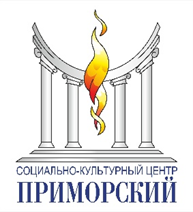 СОЦИАЛЬНО-КУЛЬТУРНЫЙ ЦЕНТР
ПРИМОРСКИЙ